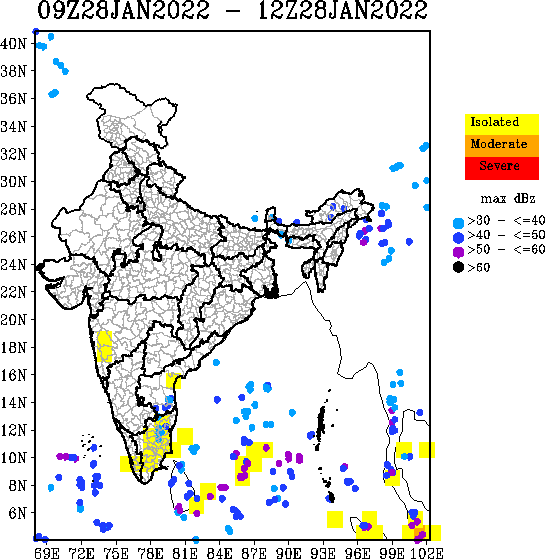 09Z28JAN2022 - 12Z28JAN2022
40N
38N
36N
34N
32N
30N
28N
26N
24N
22N
20N
18N
16N
14N
12N
10N
8N
6N
69E 72E 75E 78E 81E 84E 87E 90E 93E 96E 99E 102E
Isolated
Moderate
Severe
max dBz
>30 - <=40
>40 - <=50
>50 - <=60
>60